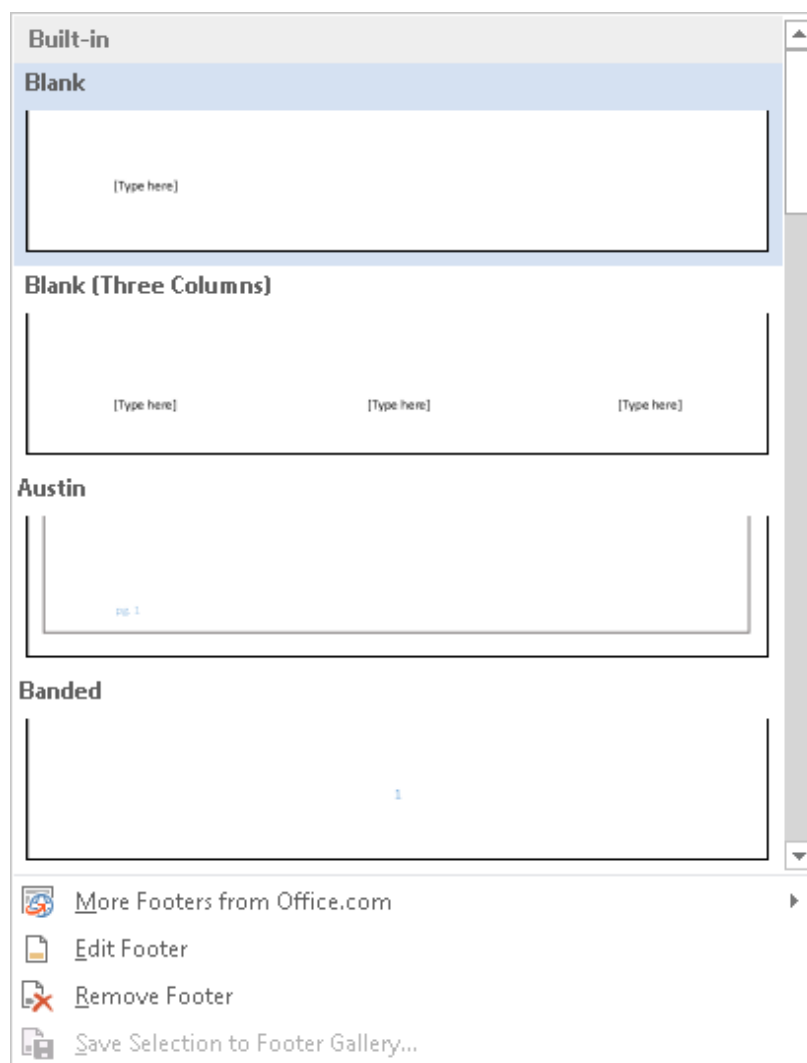 Built-in
Blank
[Type here]
Blank (Three Columns)
[Type here] [Type here] [Type here]
Austin
pg. 1
Banded
1
More Footers from Office.com
Edit Footer
Remove Footer
Save Selection to Footer Gallery...